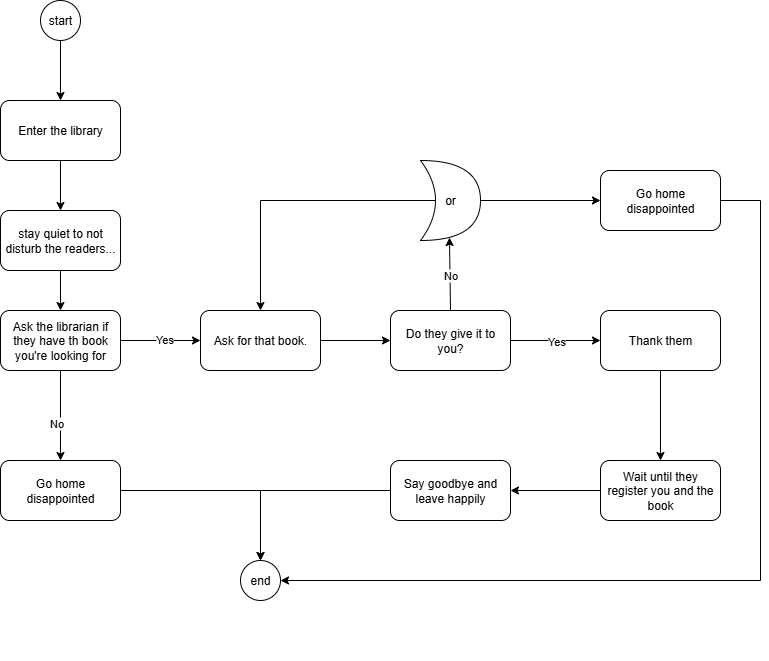 start
Enter the library
stay quiet to not
disturb the readers...
Ask the librarian if
they have th book
you're looking for
Yes
Ask for that book.
Do they give it to
you?
No
or
Go home
disappointed
Yes
Thank them
Wait until they
register you and the
book
Say goodbye and
leave happily
No
Go home
disappointed
end